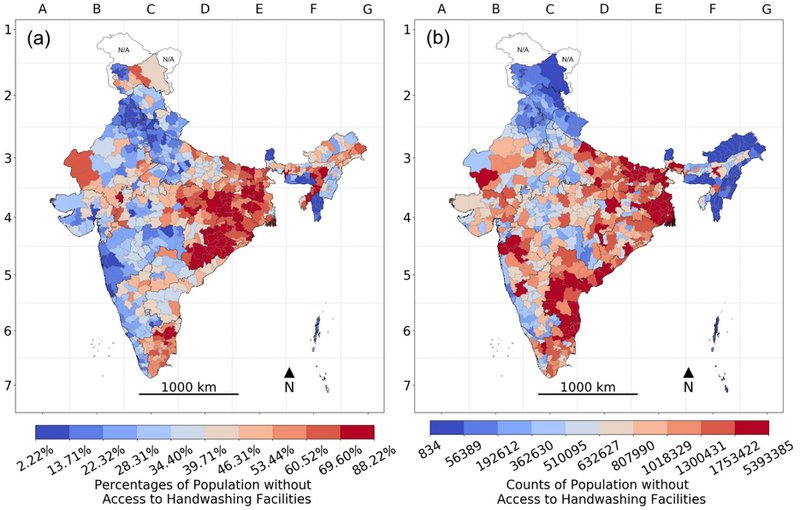 A B C D E F G
A B C D E F G
(a)
(b)
1
1
N/A
N/A
N/A
N/A
2
2
3
3
4
4
5
5
6
6
7
7
1000 km
N
1000 km
N
2.22% 13.71% 22.32% 28.31% 34.40% 39.71% 46.31% 53.44% 60.52% 69.60% 88.22%
Percentages of Population without
Access to Handwashing Facilities
834 56389 192612 362630 510095 632627 807990 1018329 1300431 1753422 5393385
Counts of Population without
Access to Handwashing Facilities